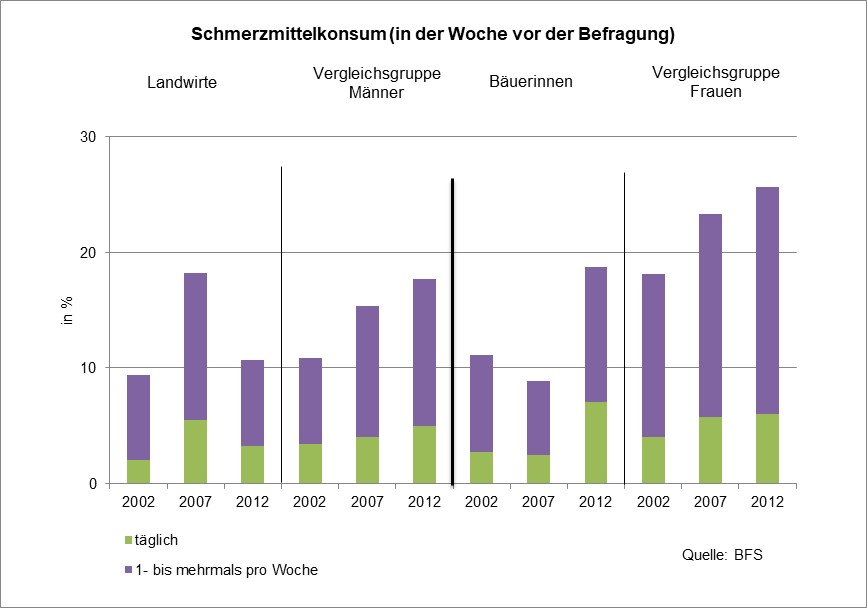 Schmerzmittelkonsum (in der Woche vor der Befragung)
Landwirte
Vergleichsgruppe
Männer
Bäuerinnen
Vergleichsgruppe
Frauen
30
20
10
0
in %
2002 2007 2012 2002 2007 2012 2002 2007 2012 2002 2007 2012
täglich
1- bis mehrmals pro Woche
Quelle: BFS